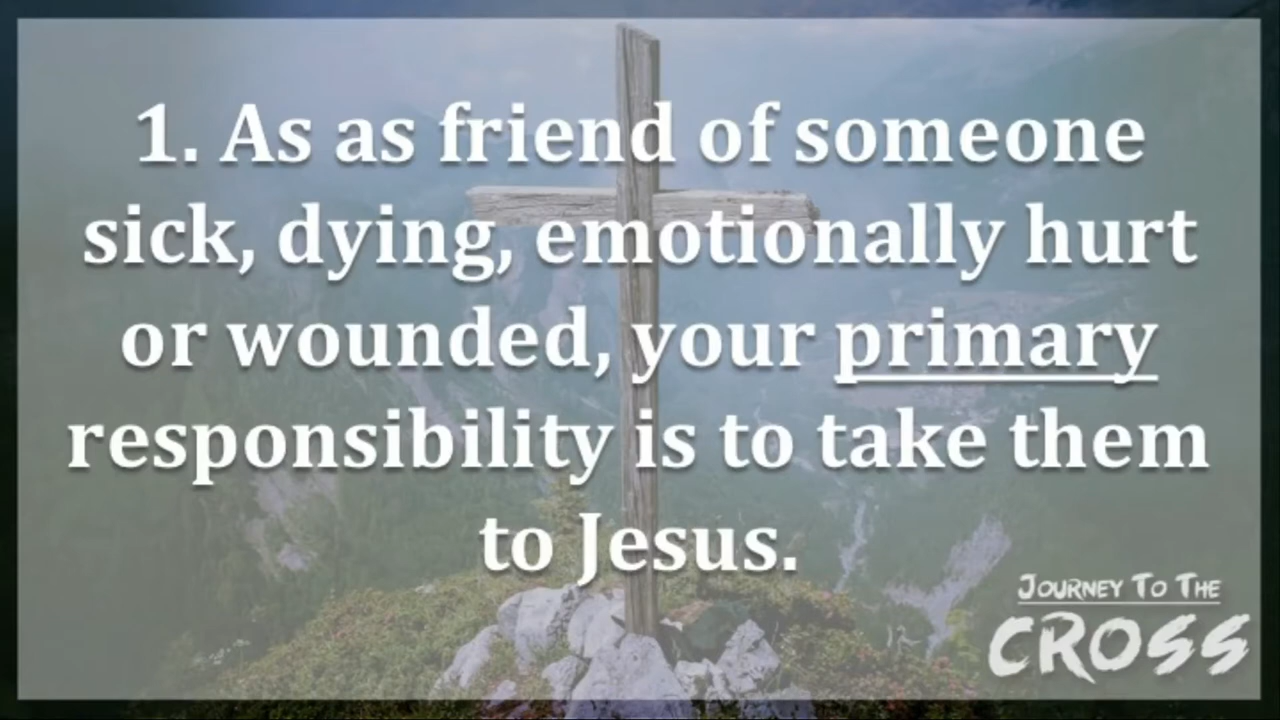 1. As as friend of someone
sick, dying, emotionally hurt
or wounded, your primary
responsibility is to take them
to Jesus.
JOURNEY TO THE
CROSS